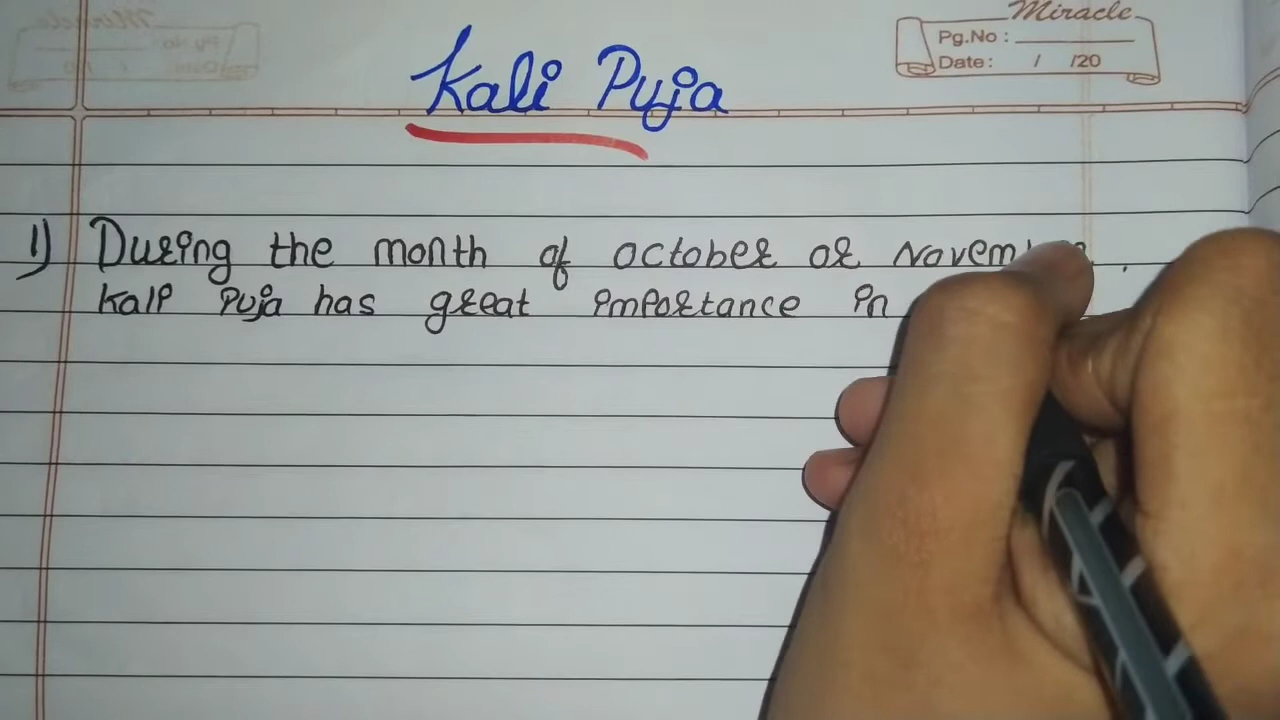 Miracle
Pg.No :
Date: / /20
Kali Puja
1) During the month of october or
Kali Puja has great importance in